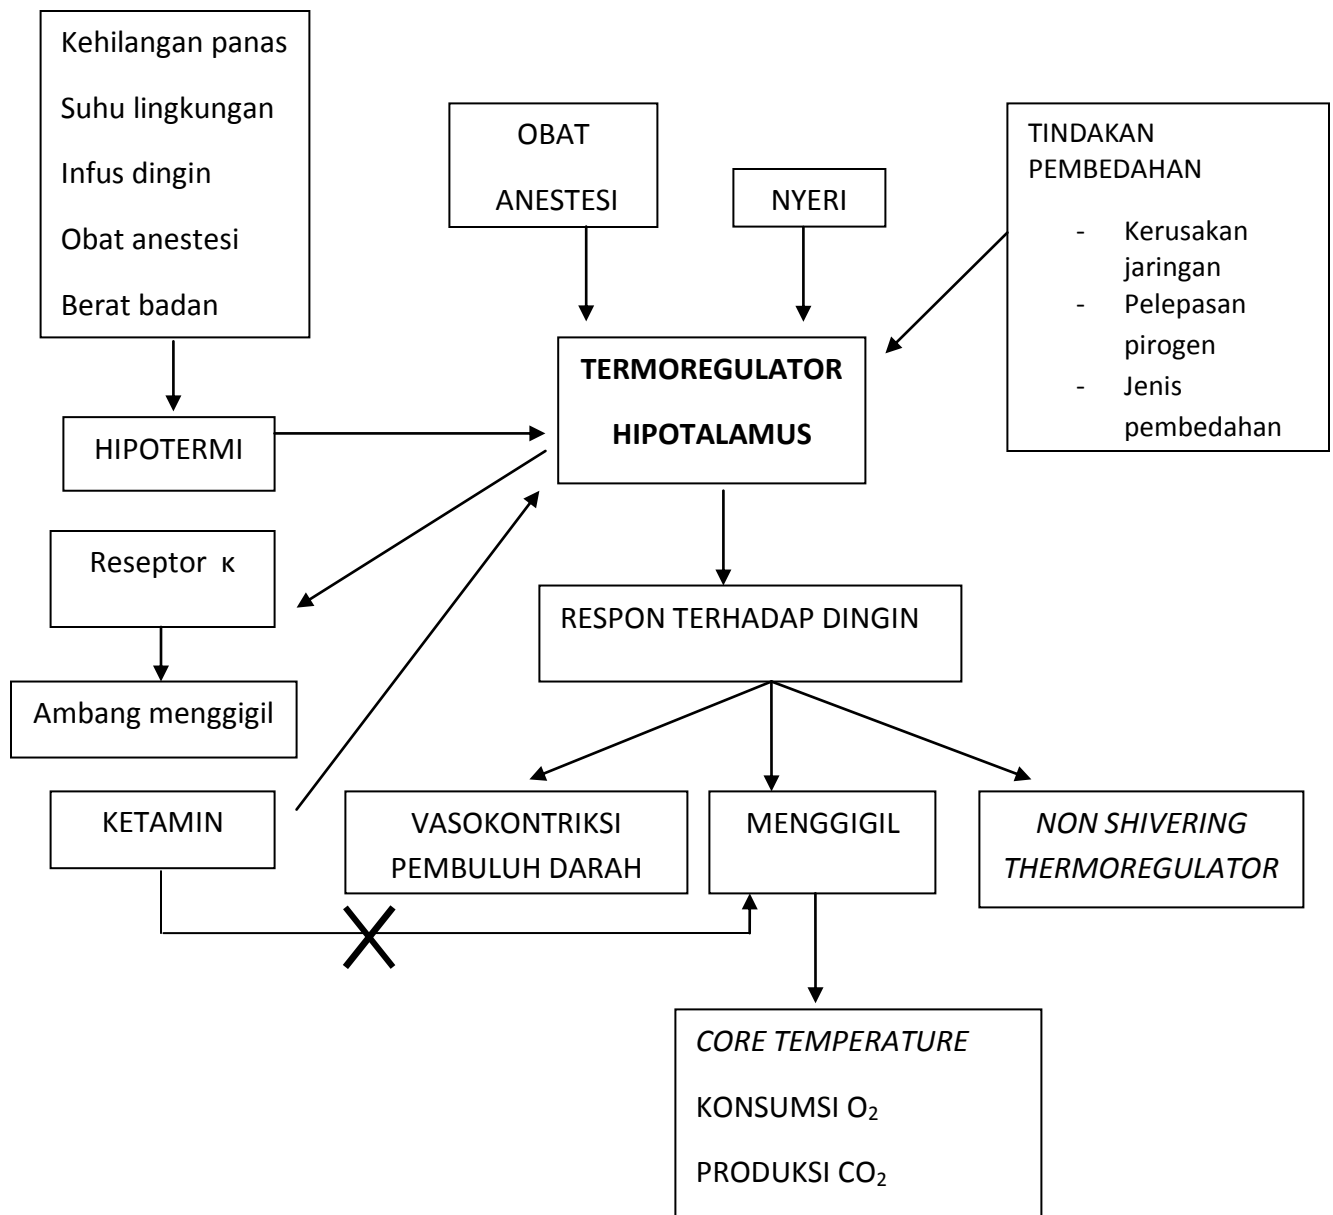 Kehilangan panas
Suhu lingkungan
Infus dingin
Obat anestesi
Berat badan
OBAT
ANESTESI
NYERI
TINDAKAN
PEMBEDAHAN
- Kerusakan
jaringan
- Pelepasan
pirogen
- Jenis
pembedahan
TERMOREGULATOR
HIPOTALAMUS
HIPOTERMI
Reseptor κ
Ambang menggigil
KETAMIN
RESPON TERHADAP DINGIN
VASOKONTRIKSI
PEMBULUH DARAH
MENGGIGIL
NON SHIVERING
THERMOREGULATOR
CORE TEMPERATURE
KONSUMSI O₂
PRODUKSI CO₂